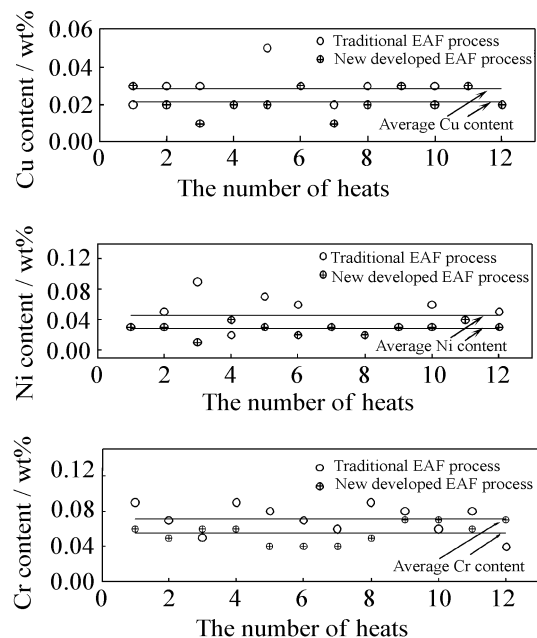 Cu content / wt%
0.06
0.04
0.02
0.00
Traditional EAF process
New developed EAF process
Average Cu content
0 2 4 6 8 10 12
The number of heats
Ni content / wt%
0.12
0.08
0.04
0.00
Traditional EAF process
New developed EAF process
Average Ni content
0 2 4 6 8 10 12
The number of heats
Cr content / wt%
0.12
0.08
0.04
0.00
Traditional EAF process
New developed EAF process
Average Cr content
0 2 4 6 8 10 12
The number of heats